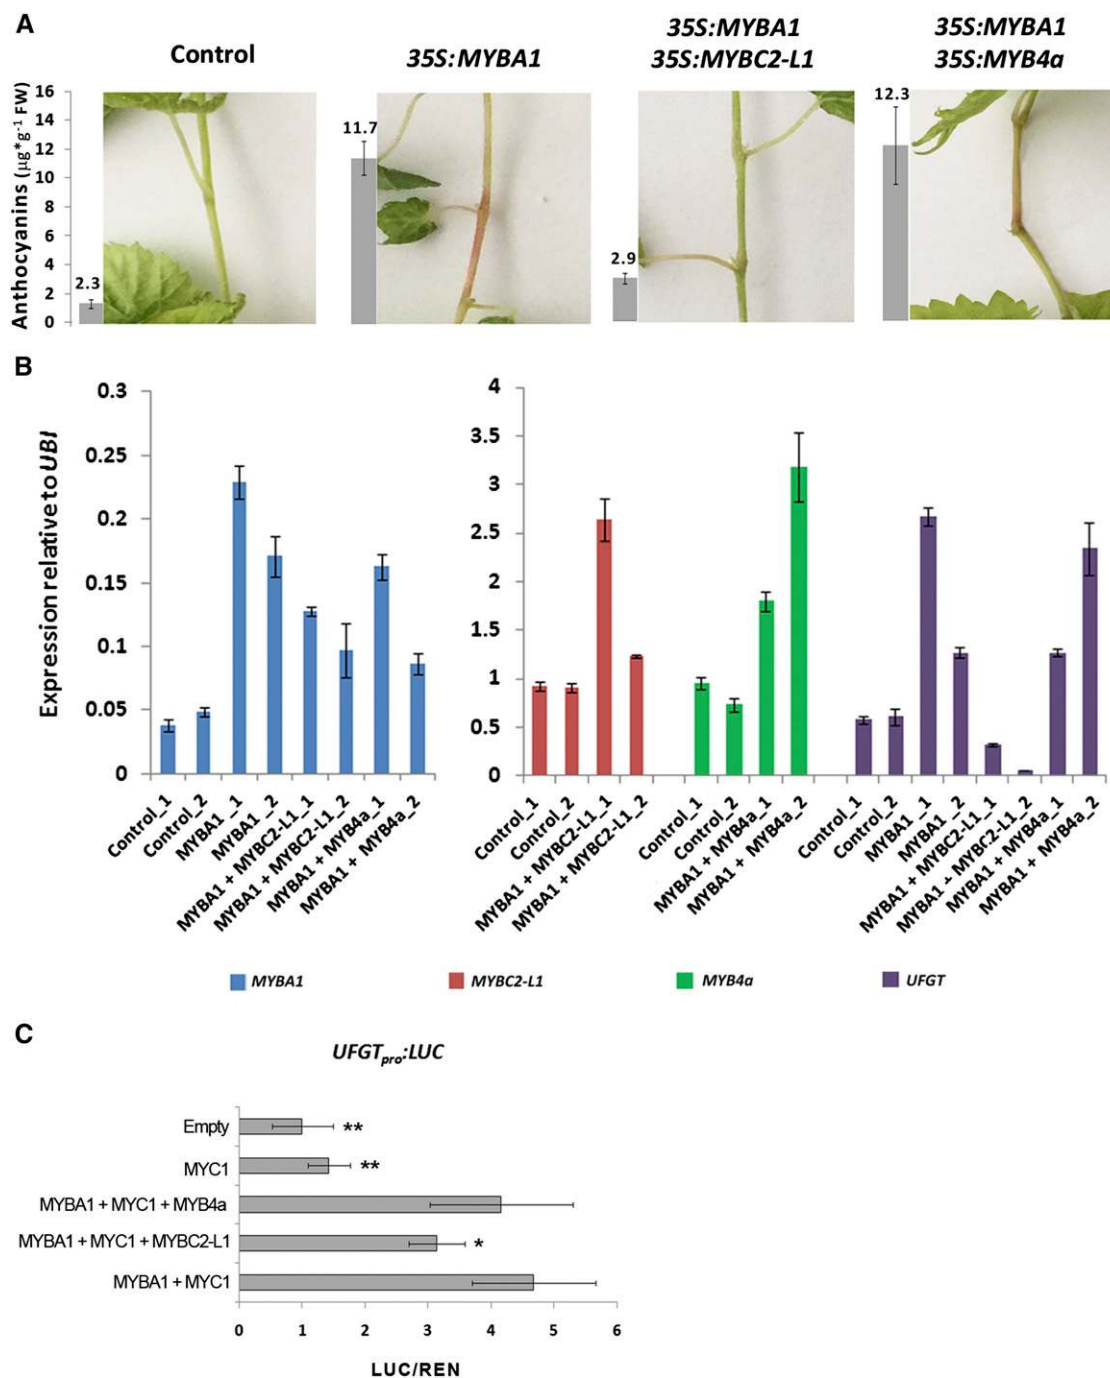 A
Control
35S:MYBA1
35S:MYBA1
35S:MYBC2-L1
35S:MYBA1
35S:MYB4a
Anthocyanins (µg*g-1 FW)
16
14
12
10
8
6
4
2
0
2.3
11.7
2.9
12.3
B
Expression relative to UBI
0.3
0.25
0.2
0.15
0.1
0.05
0
Control_1
Control_2
MYBA1_1
MYBA1_2
MYBA1 + MYBC2-L1_1
MYBA1 + MYBC2-L1_2
MYBA1 + MYB4a_1
MYBA1 + MYB4a_2
4
3.5
3
2.5
2
1.5
1
0.5
0
Control_1
Control_2
MYBA1 + MYBC2-L1_1
MYBA1 + MYBC2-L1_2
Control_1
Control_2
MYBA1 + MYB4a_1
MYBA1 + MYB4a_2
Control_1
Control_2
MYBA1_1
MYBA1_2
MYBA1 + MYBC2-L1_1
MYBA1 + MYBC2-L1_2
MYBA1 + MYB4a_1
MYBA1 + MYB4a_2
MYBA1
MYBC2-L1
MYB4a
UFGT
C
UFGTpro:LUC
Empty
**
MYC1
**
MYBA1 + MYC1 + MYB4a
MYBA1 + MYC1 + MYBC2-L1
*
MYBA1 + MYC1
0 1 2 3 4 5 6
LUC/REN